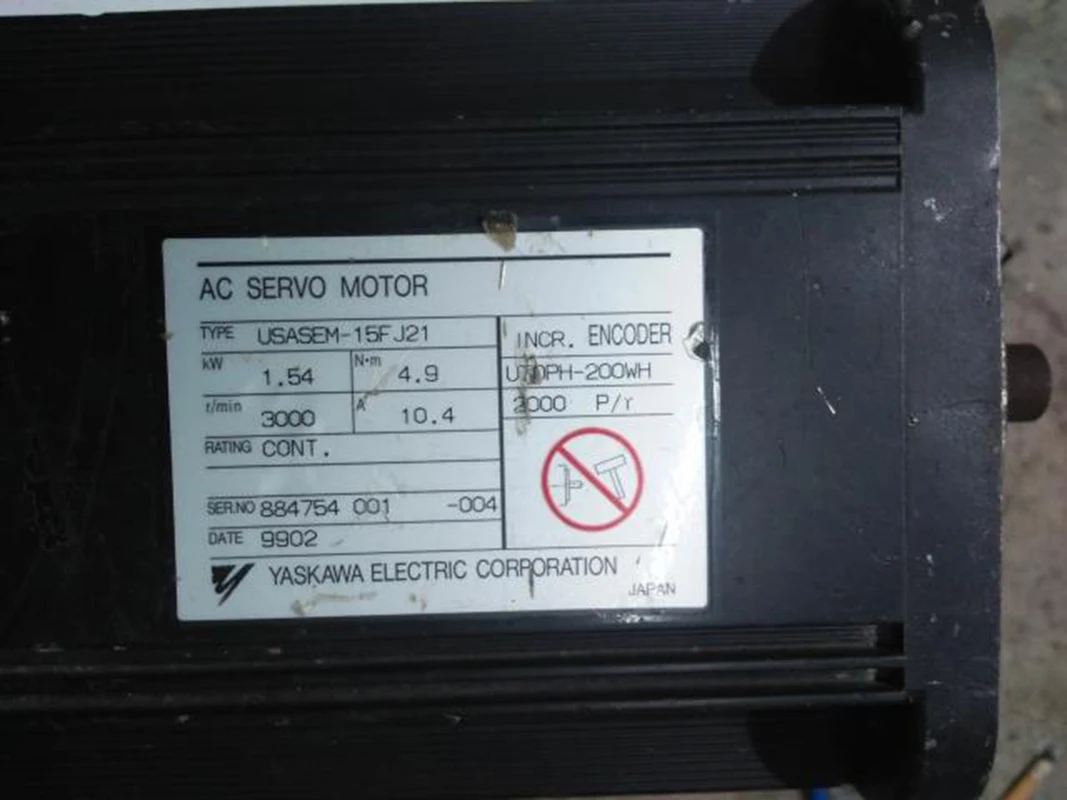 AC SERVO MOTOR
TYPE USASEM-15FJ21
kW 1.54 N·m 4.9
r/min 3000 A 10.4
RATING CONT.
SER.NO 884754 001 -004
DATE 9902
INCR. ENCODER
2000 P/r
YASKAWA ELECTRIC CORPORATION
JAPAN